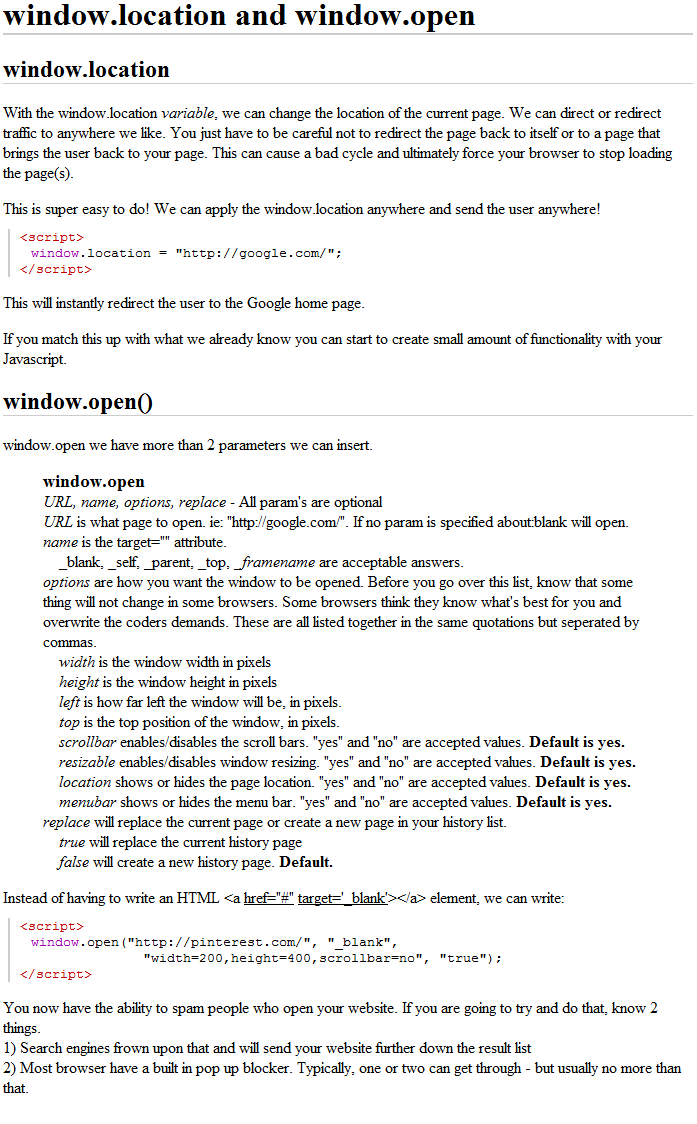 window.location and window.open
window.location
With the window.location variable, we can change the location of the current page. We can direct or redirect
traffic to anywhere we like. You just have to be careful not to redirect the page back to itself or to a page that
brings the user back to your page. This can cause a bad cycle and ultimately force your browser to stop loading
the page(s).
This is super easy to do! We can apply the window.location anywhere and send the user anywhere!
<script>
window.location = "http://google.com/";
</script>
This will instantly redirect the user to the Google home page.
If you match this up with what we already know you can start to create small amount of functionality with your
Javascript.
window.open()
window.open we have more than 2 parameters we can insert.
window.open
URL, name, options, replace - All param's are optional
URL is what page to open. ie: "http://google.com/". If no param is specified about:blank will open.
name is the target="" attribute.
_blank, _self, _parent, _top, _framename are acceptable answers.
options are how you want the window to be opened. Before you go over this list, know that some
thing will not change in some browsers. Some browsers think they know what's best for you and
overwrite the coders demands. These are all listed together in the same quotations but seperated by
commas.
width is the window width in pixels
height is the window height in pixels
left is how far left the window will be, in pixels.
top is the top position of the window, in pixels.
scrollbar enables/disables the scroll bars. "yes" and "no" are accepted values. Default is yes.
resizable enables/disables window resizing. "yes" and "no" are accepted values. Default is yes.
location shows or hides the page location. "yes" and "no" are accepted values. Default is yes.
menubar shows or hides the menu bar. "yes" and "no" are accepted values. Default is yes.
replace will replace the current page or create a new page in your history list.
true will replace the current history page
false will create a new history page. Default.
Instead of having to write an HTML <a href="#" target='_blank'></a> element, we can write:
<script>
window.open("http://pinterest.com/", "_blank",
"width=200,height=400,scrollbar=no", "true");
</script>
You now have the ability to spam people who open your website. If you are going to try and do that, know 2
things.
1) Search engines frown upon that and will send your website further down the result list
2) Most browser have a built in pop up blocker. Typically, one or two can get through - but usually no more than
that.